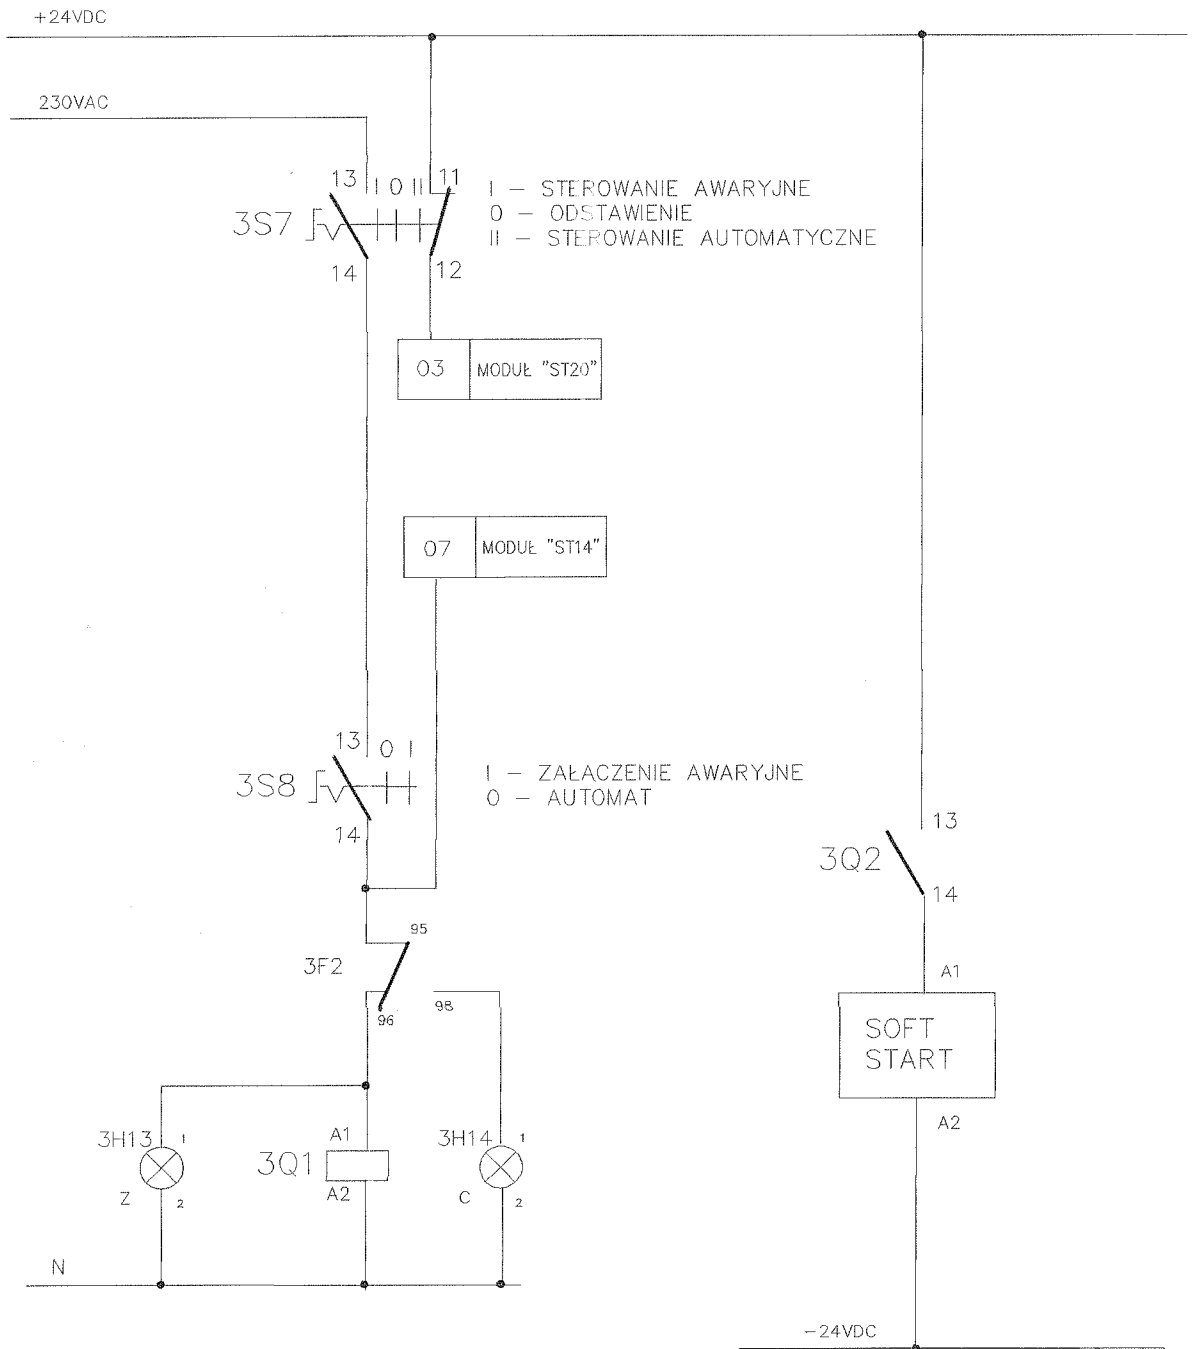 +24VDC
230VAC
13 I 0 II 11
I – STEROWANIE AWARYJNE
3S7
0 – ODSTAWIENIE
II – STEROWANIE AUTOMATYCZNE
14 12
03 MODUŁ "ST20"
07 MODUŁ "ST14"
13 0 I
3S8
I – ZAŁACZENIE AWARYJNE
0 – AUTOMAT
14
13
3Q2
14
95
3F2
96 98
A1
SOFT
START
A2
3H13 1
Z 2
A1
3Q1
A2
3H14 1
C 2
N
–24VDC